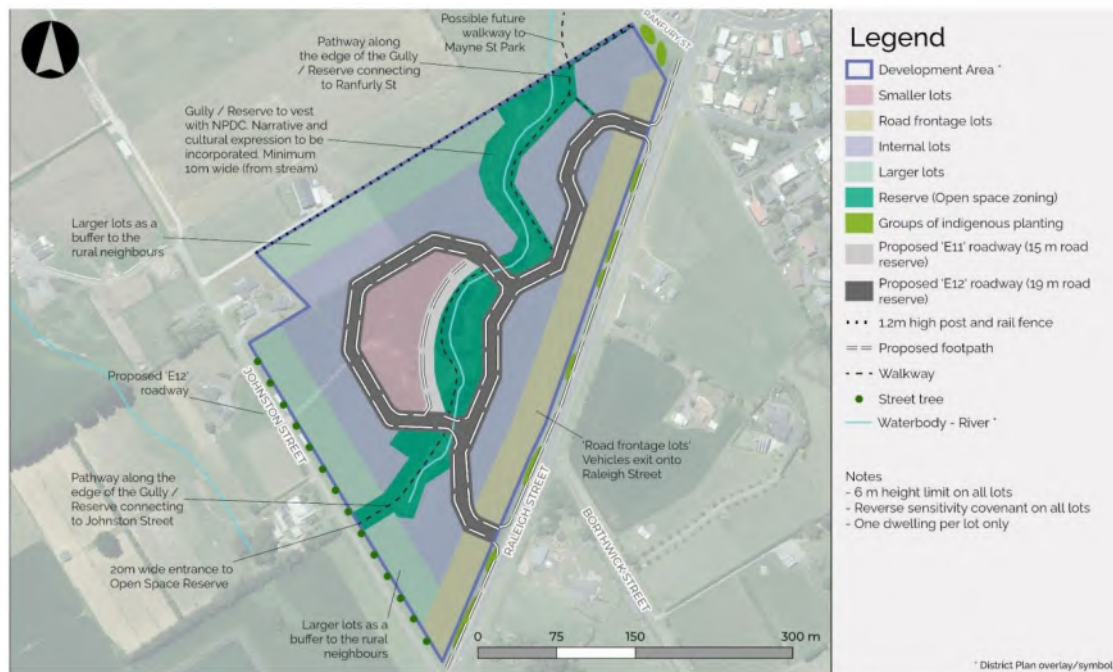 RANFURY ST
Possible future
walkway to
Mayne St Park
Pathway along
the edge of the Gully
/ Reserve connecting
to Ranfurly St
Gully / Reserve to vest
with NPDC. Narrative and
cultural expression to be
incorporated. Minimum
10m wide (from stream)
Larger lots as a
buffer to the
rural neighbours
Proposed 'E12'
roadway
JOHNSTON STREET
Pathway along the
edge of the Gully /
Reserve connecting
to Johnston Street
20m wide entrance to
Open Space Reserve
Larger lots as a
buffer to the rural
neighbours
'Road frontage lots'
Vehicles exit onto
Raleigh Street
RALEIGH STREET
BORTHWICK STREET
0 75 150 300 m
Legend
Development Area *
Smaller lots
Road frontage lots
Internal lots
Larger lots
Reserve (Open space zoning)
Groups of indigenous planting
Proposed 'E11' roadway (15 m road
reserve)
Proposed 'E12' roadway (19 m road
reserve)
1.2m high post and rail fence
Proposed footpath
Walkway
Street tree
Waterbody - River *
Notes
- 6 m height limit on all lots
- Reverse sensitivity covenant on all lots
- One dwelling per lot only
* District Plan overlay/symbol